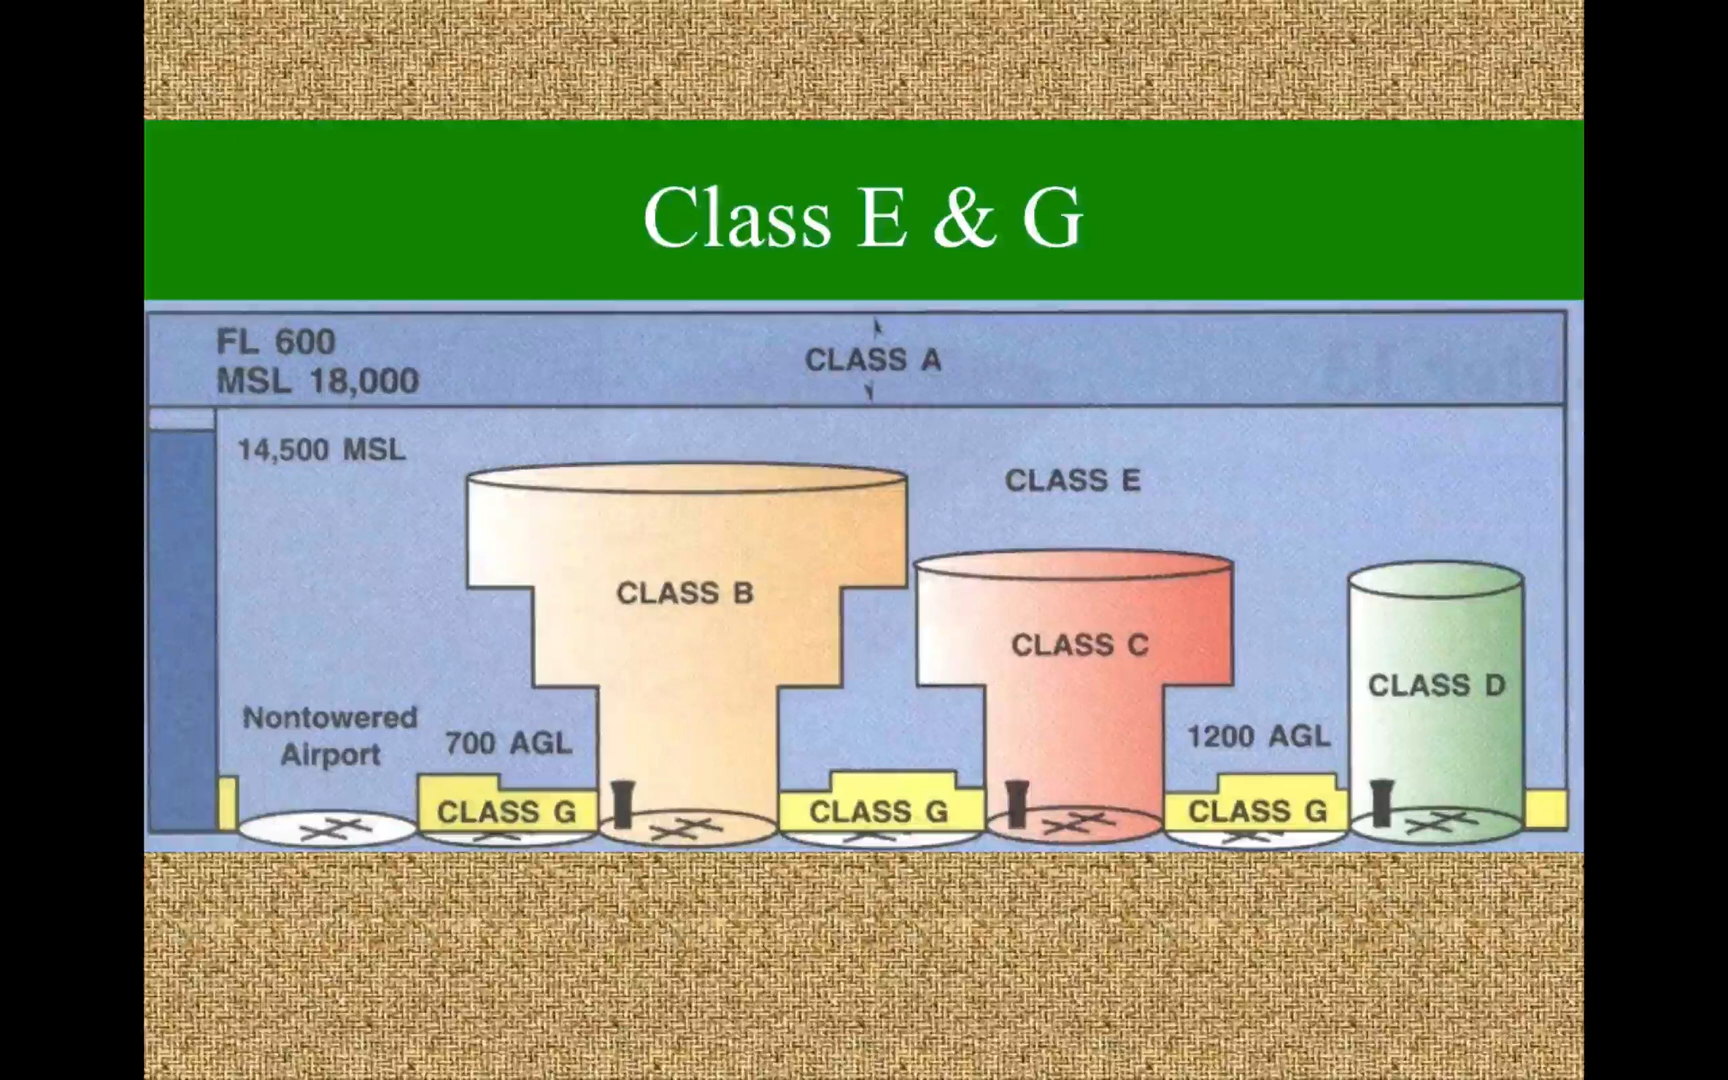 Class E & G
FL 600
MSL 18,000
CLASS A
14,500 MSL
CLASS E
CLASS B
CLASS C
CLASS D
Nontowered
Airport
700 AGL
1200 AGL
CLASS G
CLASS G
CLASS G